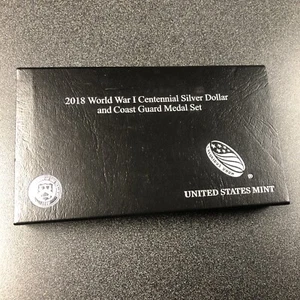 2018 World War I Centennial Silver Dollar
and Coast Guard Medal Set
UNITED STATES MINT